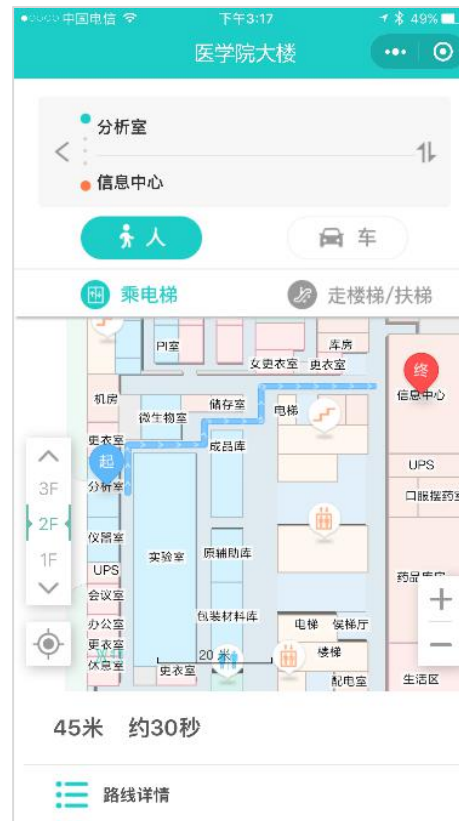 中国电信 下午3:17 49%
医学院大楼
分析室
信息中心
人 车
乘电梯 走楼梯/扶梯
PI室 库房
女更衣室 更衣室
终
机房 储存室 电梯 信息中心
微生物室
更衣室 成品库
起
UPS
3F 分析室
口服摆药
2F
仪器室
1F 实验室 原辅助库
UPS
药品库房
会议室
办公室 包装材料库 电梯 候梯厅
更衣室 楼梯
20 米
休息室 更衣室 配电室 生活区
45米 约30秒
路线详情